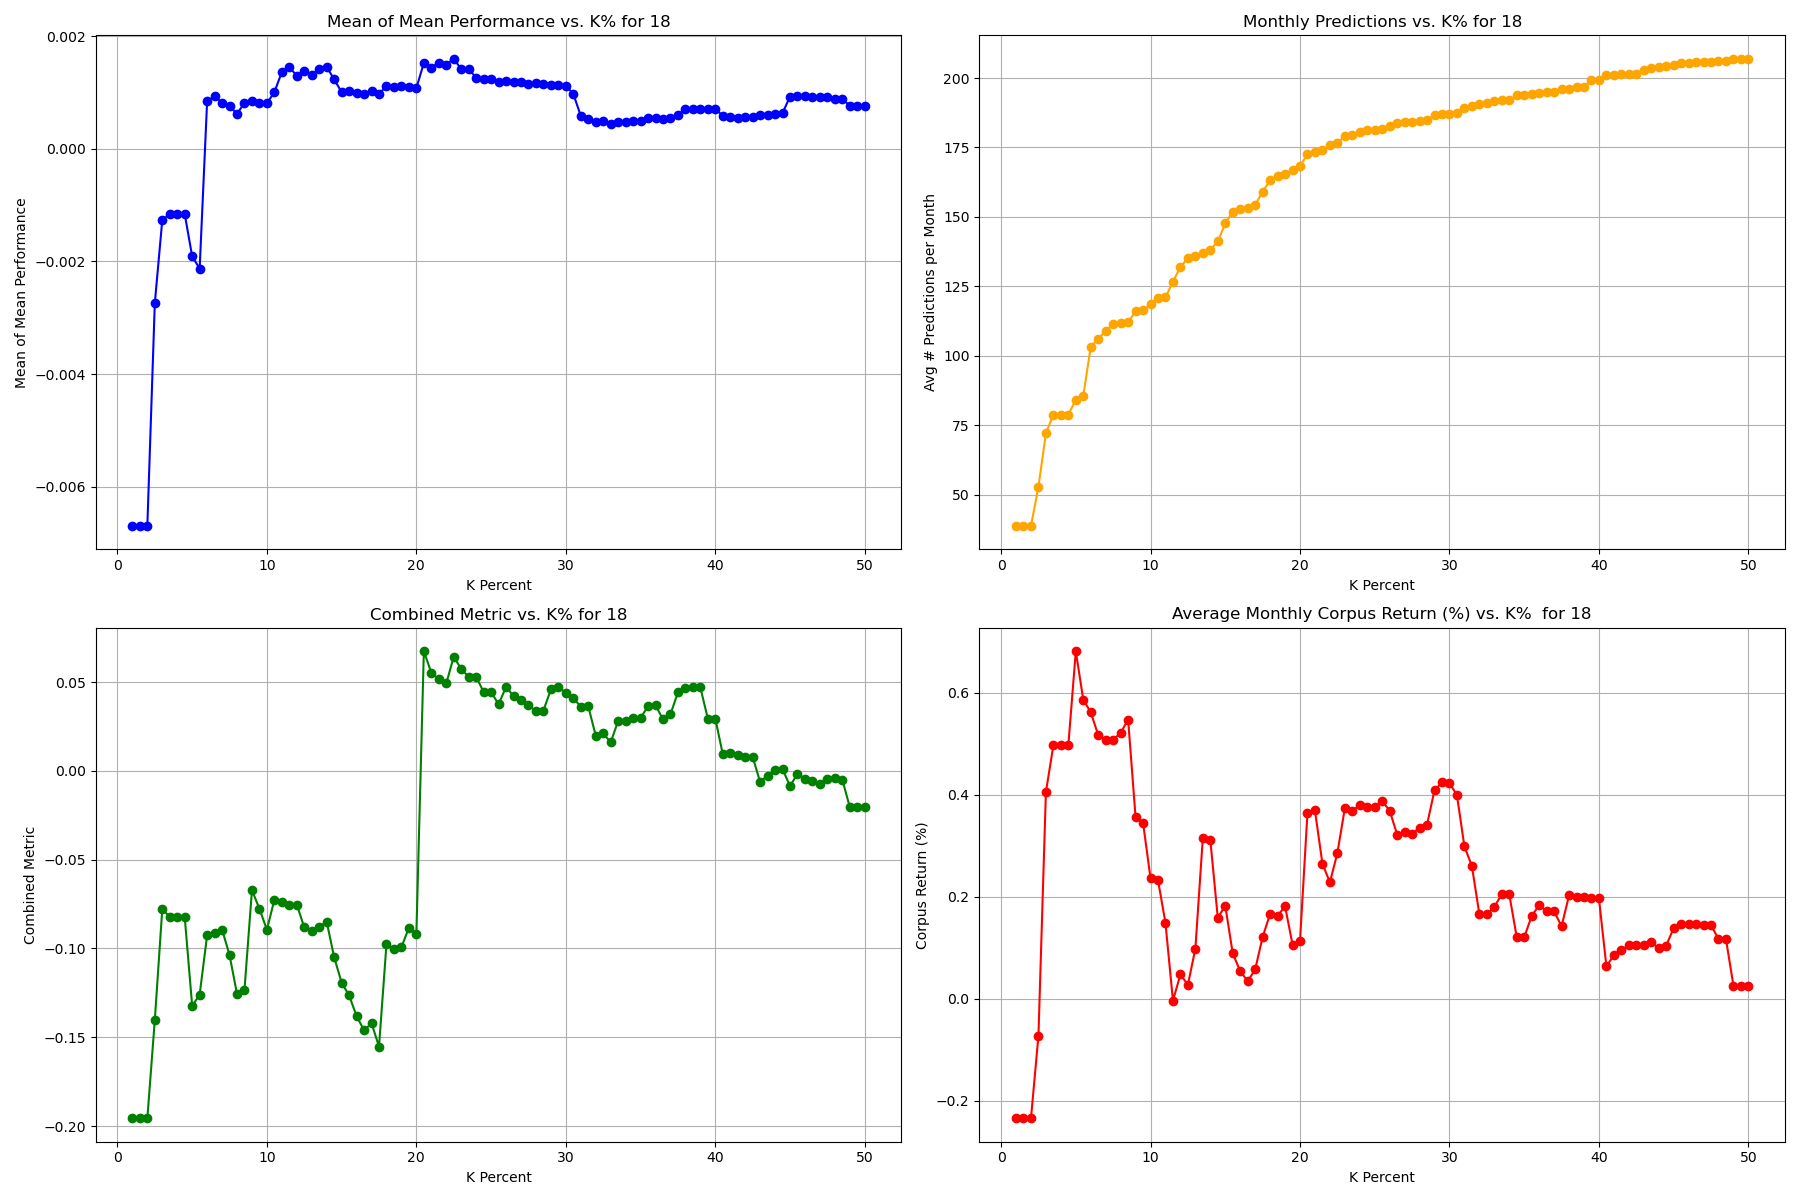 Mean of Mean Performance vs. K% for 18
Mean of Mean Performance
0.002
0.000
−0.002
−0.004
−0.006
0 10 20 30 40 50
K Percent
Monthly Predictions vs. K% for 18
Avg # Predictions per Month
200
175
150
125
100
75
50
0 10 20 30 40 50
K Percent
Combined Metric vs. K% for 18
Combined Metric
0.05
0.00
−0.05
−0.10
−0.15
−0.20
0 10 20 30 40 50
K Percent
Average Monthly Corpus Return (%) vs. K%  for 18
Corpus Return (%)
0.6
0.4
0.2
0.0
−0.2
0 10 20 30 40 50
K Percent